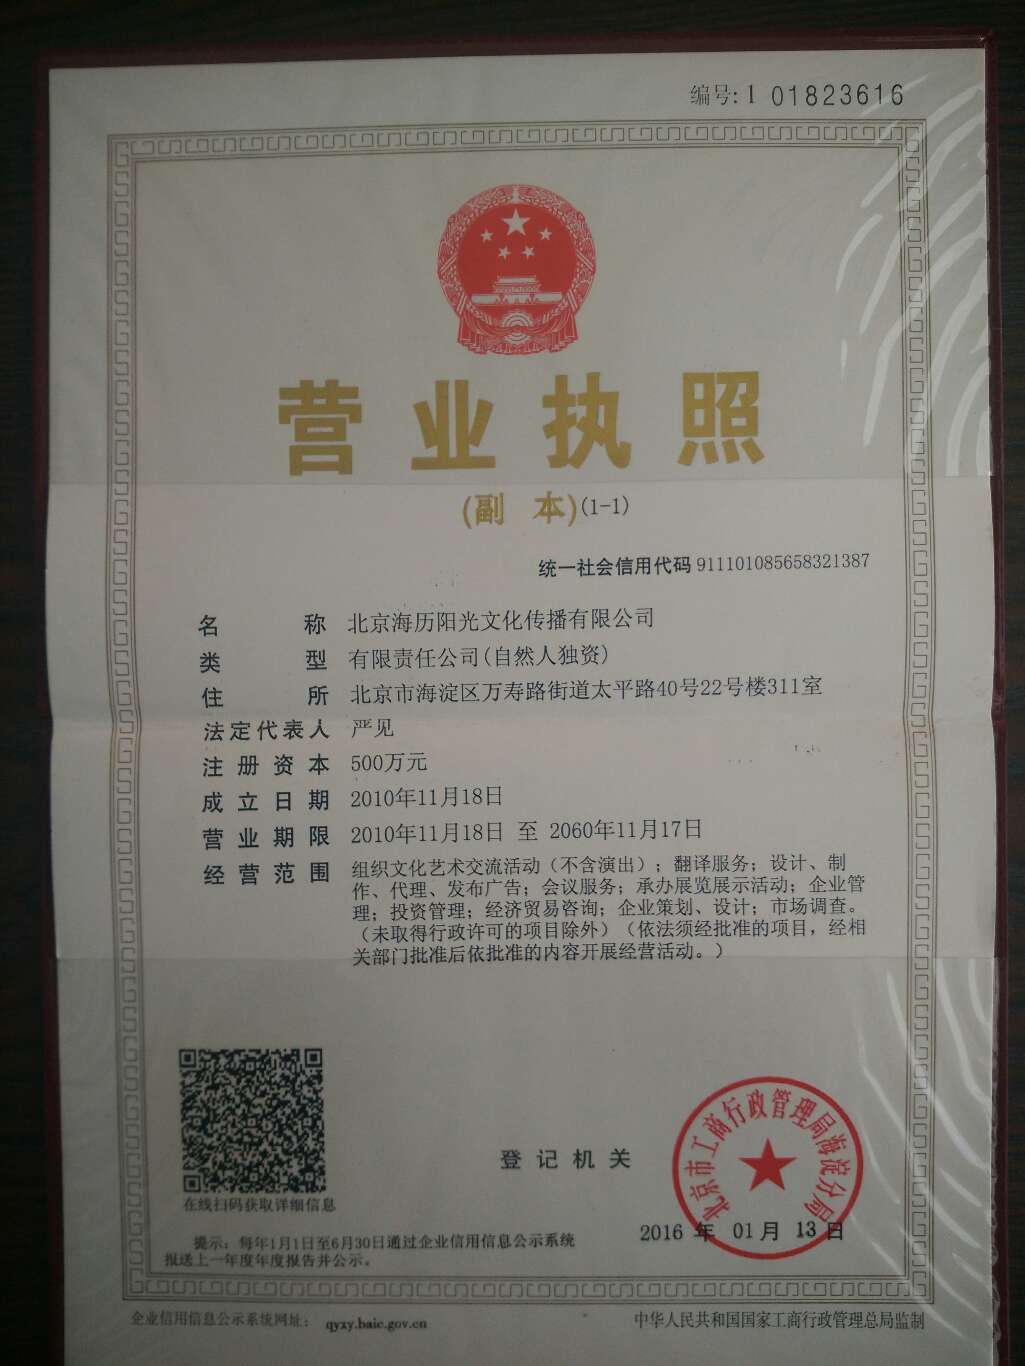 编号: 1 01823616
营业执照
(副 本)(1-1)
统一社会信用代码 911101085658321387
名 称 北京海历阳光文化传播有限公司
类 型 有限责任公司(自然人独资)
住 所 北京市海淀区万寿路街道太平路40号22号楼311室
法定代表人 严见
注册资本 500万元
成立日期 2010年11月18日
营业期限 2010年11月18日 至 2060年11月17日
经营范围 组织文化艺术交流活动（不含演出）；翻译服务；设计、制
作、代理、发布广告；会议服务；承办展览展示活动；企业管
理；投资管理；经济贸易咨询；企业策划、设计；市场调查。
（未取得行政许可的项目除外）（依法须经批准的项目，经相
关部门批准后依批准的内容开展经营活动。）
在线扫码获取详细信息
登记机关
北京市工商行政管理局海淀分局
2016 年 01 月 13 日
提示：每年1月1日至6月30日通过企业信用信息公示系统
报送上一年度年度报告并公示。
企业信用信息公示系统网址： qyxy.baic.gov.cn
中华人民共和国国家工商行政管理总局监制